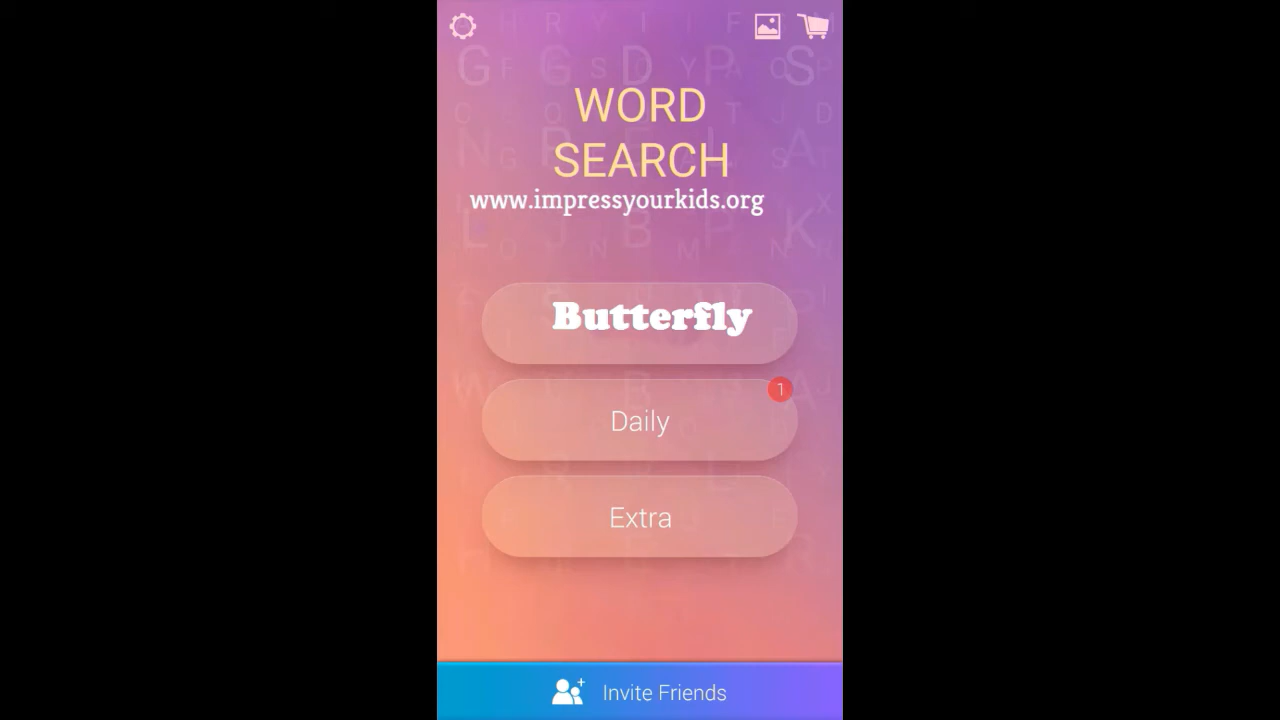 WORD
SEARCH
www.impressyourkids.org
Butterfly
1
Daily
Extra
Invite Friends